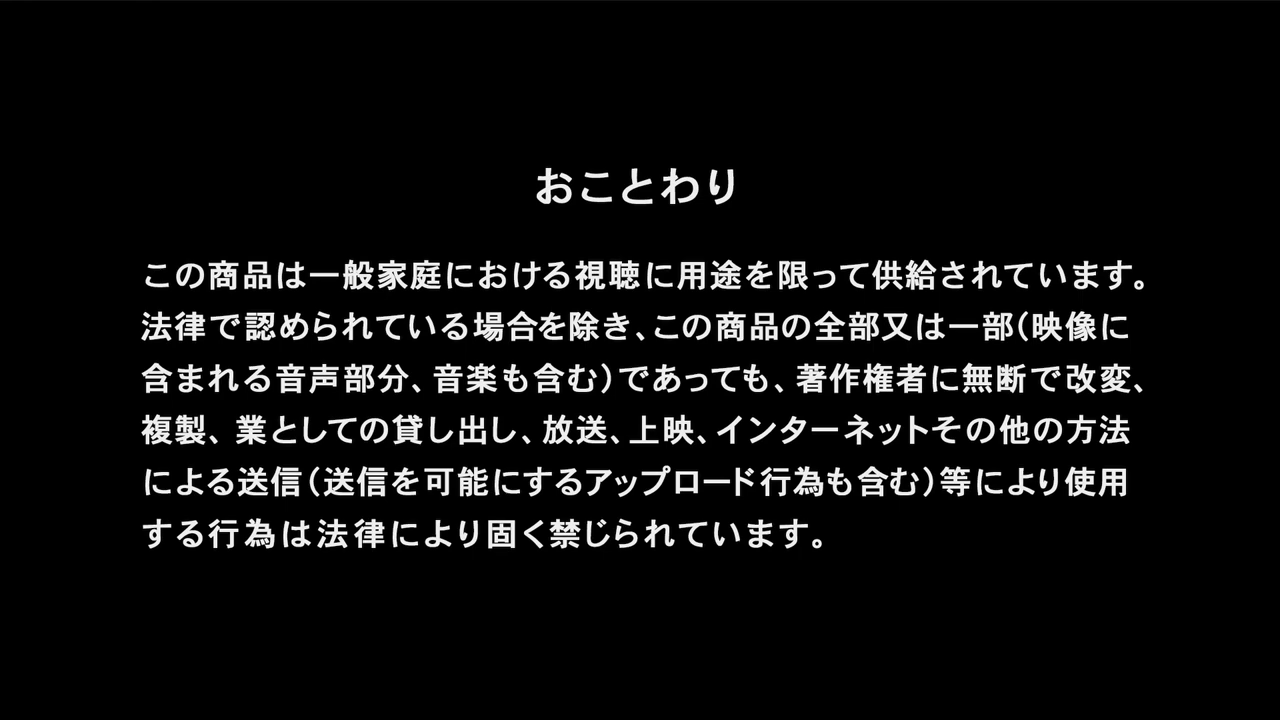 おことわり
この商品は一般家庭における視聴に用途を限って供給されています。
法律で認められている場合を除き、この商品の全部又は一部(映像に
含まれる音声部分、音楽も含む)であっても、著作権者に無断で改変、
複製、業としての貸し出し、放送、上映、インターネットその他の方法
による送信(送信を可能にするアップロード行為も含む)等により使用
する行為は法律により固く禁じられています。